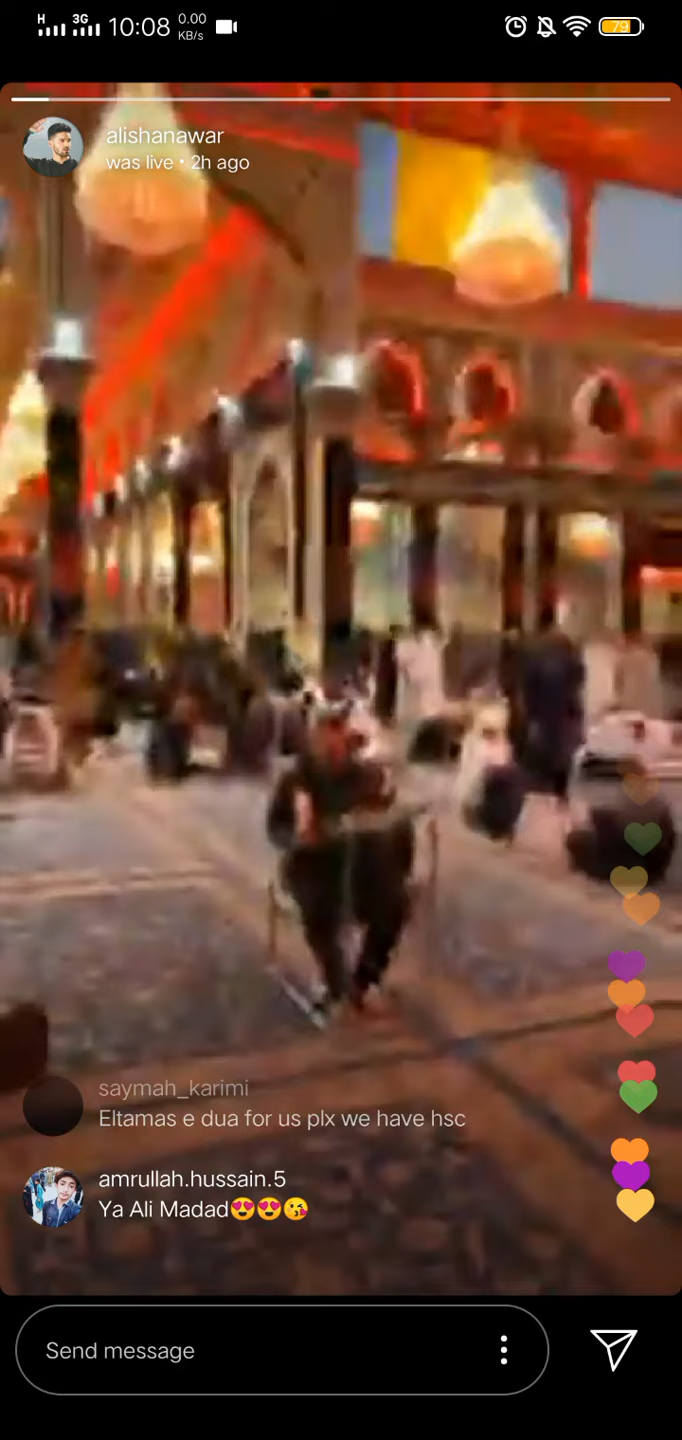 H 3G 10:08 0.00 KB/s 79
alishanawar
was live • 2h ago
saymah_karimi
Eltamas e dua for us plx we have hsc
amrullah.hussain.5
Ya Ali Madad😍😍😘
Send message